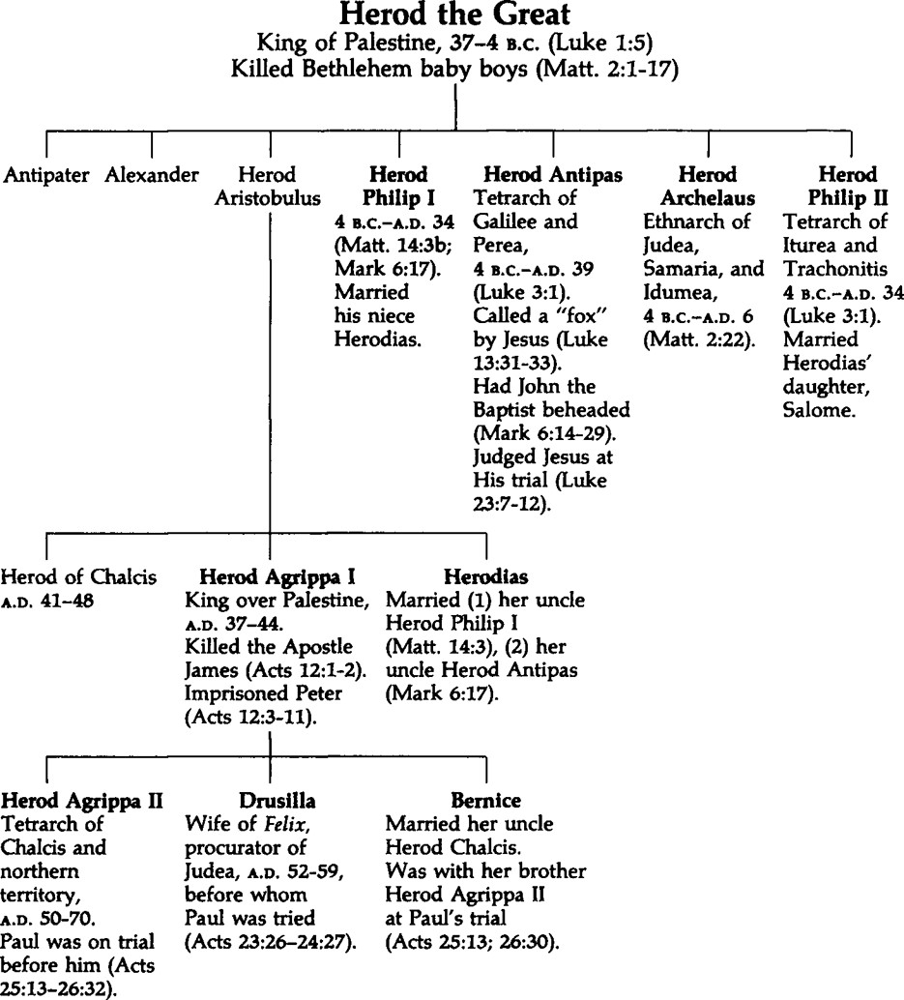 Herod the Great
King of Palestine, 37–4 B.C. (Luke 1:5)
Killed Bethlehem baby boys (Matt. 2:1-17)
Antipater
Alexander
Herod
Aristobulus
Herod
Philip I
4 B.C.–A.D. 34
(Matt. 14:3b;
Mark 6:17).
Married
his niece
Herodias.
Herod Antipas
Tetrarch of
Galilee and
Perea,
4 B.C.–A.D. 39
(Luke 3:1).
Called a "fox"
by Jesus (Luke
13:31-33).
Had John the
Baptist beheaded
(Mark 6:14-29).
Judged Jesus at
His trial (Luke
23:7-12).
Herod
Archelaus
Ethnarch of
Judea,
Samaria, and
Idumea,
4 B.C.–A.D. 6
(Matt. 2:22).
Herod
Philip II
Tetrarch of
Iturea and
Trachonitis
4 B.C.–A.D. 34
(Luke 3:1).
Married
Herodias'
daughter,
Salome.
Herod of Chalcis
A.D. 41–48
Herod Agrippa I
King over Palestine,
A.D. 37–44.
Killed the Apostle
James (Acts 12:1-2).
Imprisoned Peter
(Acts 12:3-11).
Herodias
Married (1) her uncle
Herod Philip I
(Matt. 14:3), (2) her
uncle Herod Antipas
(Mark 6:17).
Herod Agrippa II
Tetrarch of
Chalcis and
northern
territory,
A.D. 50-70.
Paul was on trial
before him (Acts
25:13–26:32).
Drusilla
Wife of Felix,
procurator of
Judea, A.D. 52-59,
before whom
Paul was tried
(Acts 23:26–24:27).
Bernice
Married her uncle
Herod Chalcis.
Was with her brother
Herod Agrippa II
at Paul's trial
(Acts 25:13; 26:30).